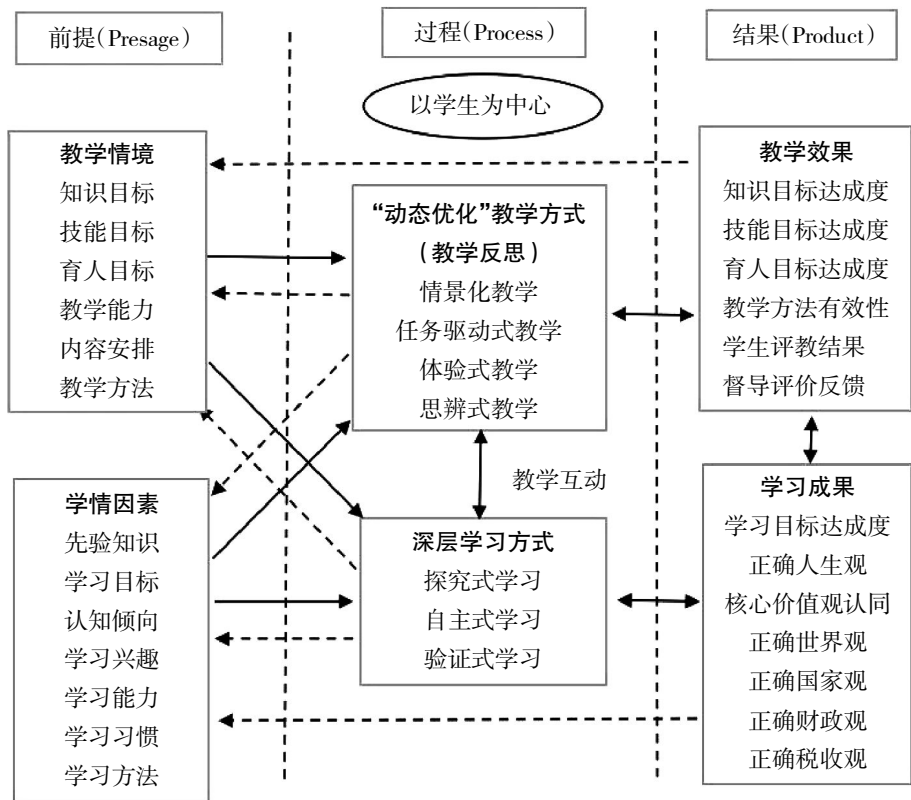 前提(Presage)
过程(Process)
结果(Product)
以学生为中心
教学情境
知识目标
技能目标
育人目标
教学能力
内容安排
教学方法
学情因素
先验知识
学习目标
认知倾向
学习兴趣
学习能力
学习习惯
学习方法
“动态优化”教学方式
(教学反思)
情景化教学
任务驱动式教学
体验式教学
思辨式教学
教学互动
深层学习方式
探究式学习
自主式学习
验证式学习
教学效果
知识目标达成度
技能目标达成度
育人目标达成度
教学方法有效性
学生评教结果
督导评价反馈
学习成果
学习目标达成度
正确人生观
核心价值观认同
正确世界观
正确国家观
正确财政观
正确税收观